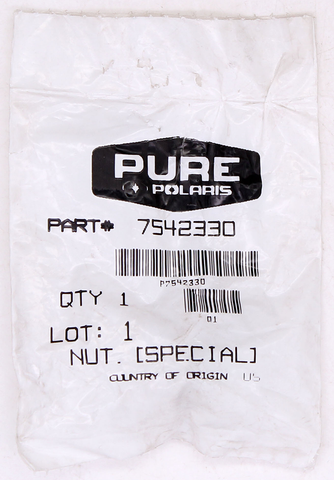 PURE
POLARIS
PART# 7542330
P7542330
QTY 1
01
LOT: 1
NUT. [SPECIAL]
COUNTRY OF ORIGIN US